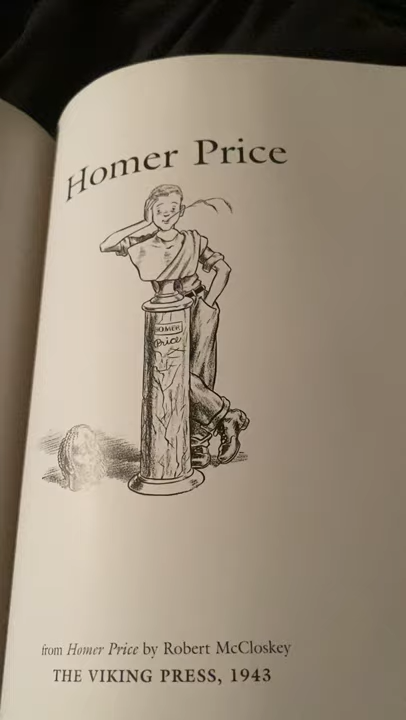 Homer Price
HOMER
Price
from Homer Price by Robert McCloskey
THE VIKING PRESS, 1943